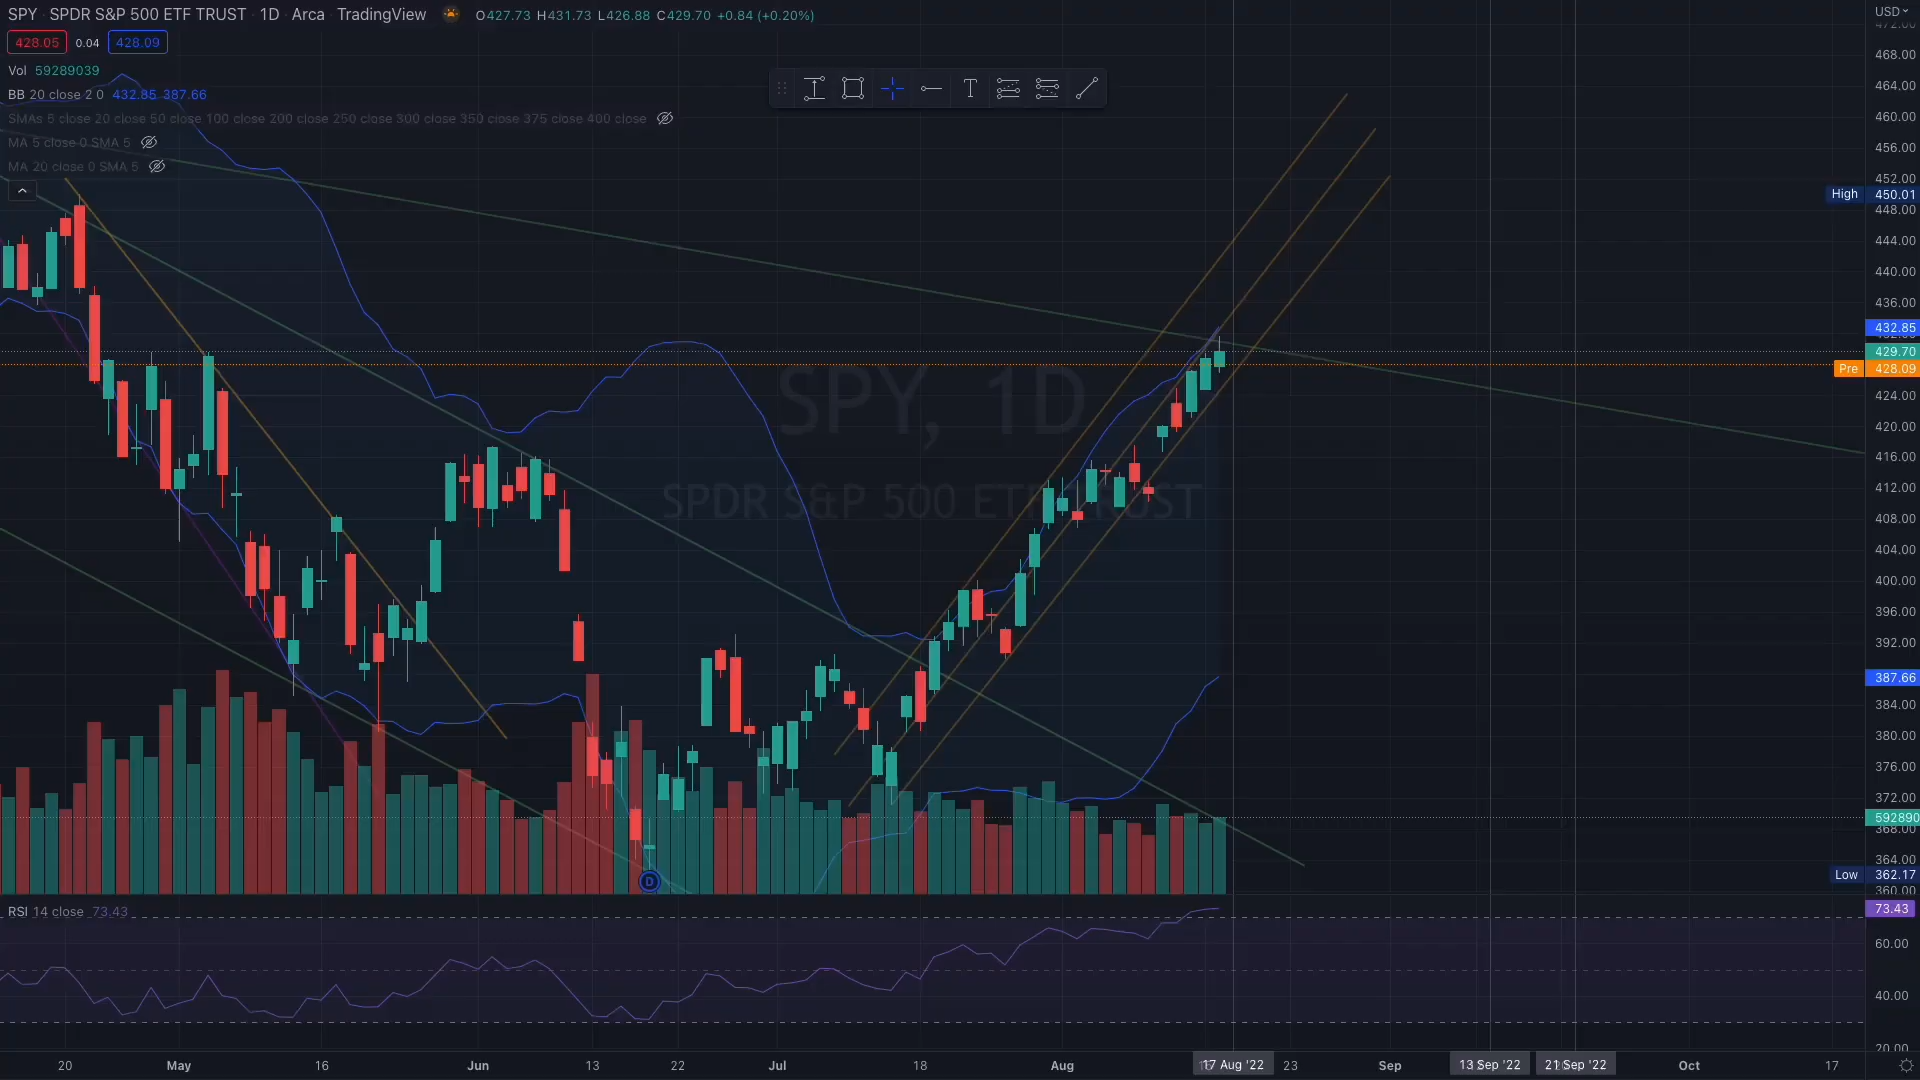 SPY · SPDR S&P 500 ETF TRUST · 1D · Arca · TradingView O427.73 H431.73 L426.88 C429.70 +0.84 (+0.20%)
428.05 0.04 428.09
Vol 59289039
BB 20 close 2 0 432.85 387.66
SMAs 5 close 20 close 50 close 100 close 200 close 250 close 300 close 350 close 375 close 400 close
MA 5 close 0 SMA 5
MA 20 close 0 SMA 5
T
SPY, 1D
SPDR S&P 500 ETF TRUST
D
USD
472.00
468.00
464.00
460.00
456.00
452.00
High 450.01
448.00
444.00
440.00
436.00
432.85
429.70
Pre 428.09
424.00
420.00
416.00
412.00
408.00
404.00
400.00
396.00
392.00
387.66
384.00
380.00
376.00
372.00
592890
368.00
364.00
Low 362.17
360.00
RSI 14 close 73.43
73.43
60.00
40.00
20.00
20 May 16 Jun 13 22 Jul 18 Aug 17 Aug '22 23 Sep 13 Sep '22 21 Sep '22 Oct 17